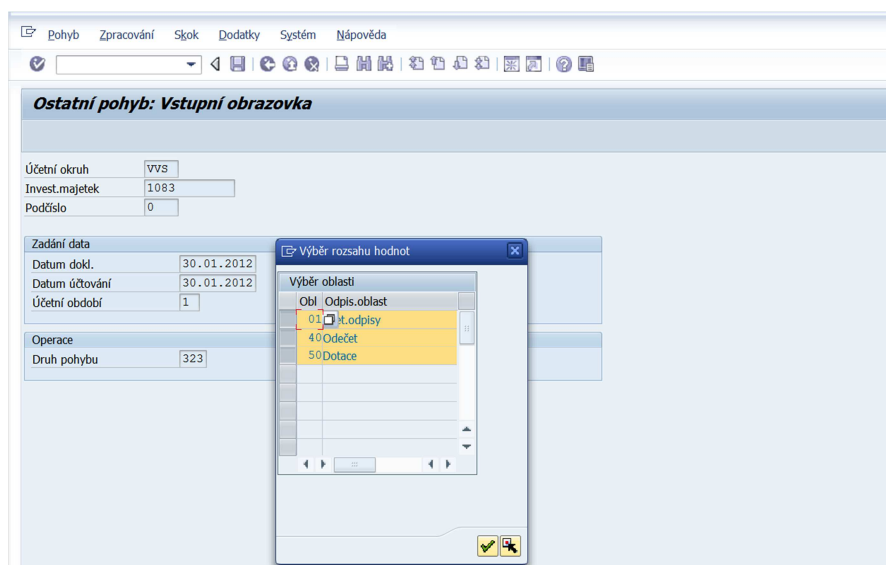 Pohyb Zpracování Skok Dodatky Systém Nápověda
Ostatní pohyb: Vstupní obrazovka
Účetní okruh VVS
Invest.majetek 1083
Podčíslo 0
Zadání data
Datum dokl. 30.01.2012
Datum účtování 30.01.2012
Účetní období 1
Operace
Druh pohybu 323
Výběr rozsahu hodnot
Výběr oblasti
Obl Odpis.oblast
01 et.odpisy
40 Odečet
50 Dotace